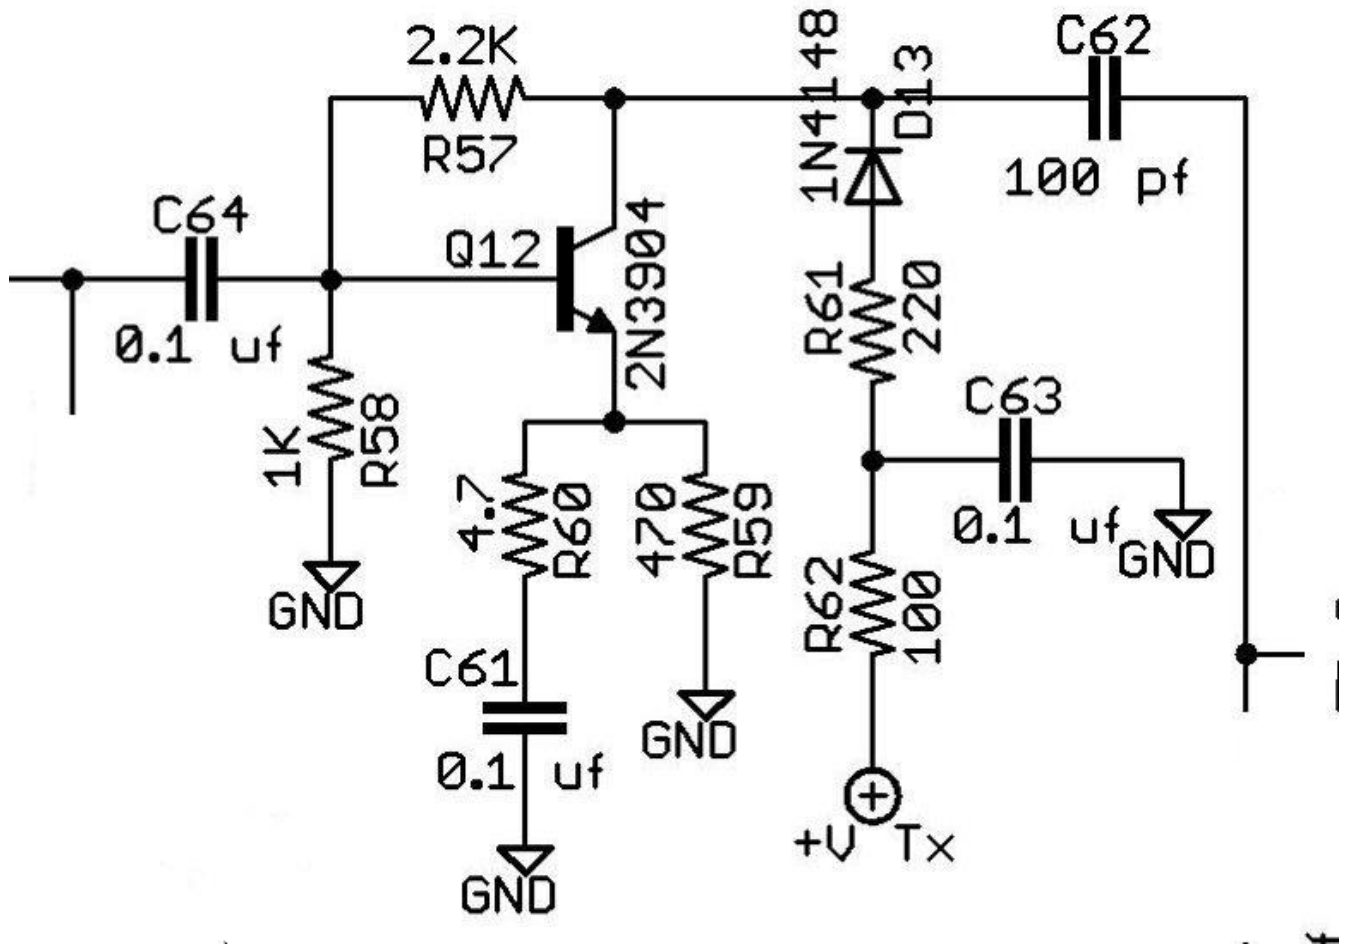 2.2K
R57
C64
0.1 uf
1K
R58
Q12
2N3904
1N4148
D13
C62
100 pf
R61
220
C63
0.1 uf
GND
4.7
R60
470
R59
GND
C61
0.1 uf
GND
GND
R62
100
+V Tx